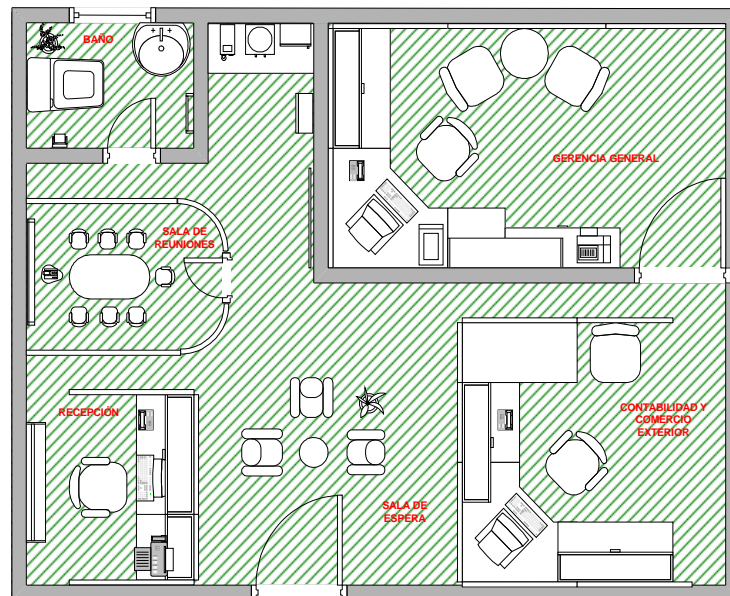 BAÑO
GERENCIA GENERAL
SALA DE
REUNIONES
RECEPCIÓN
CONTABILIDAD Y
COMERCIO
EXTERIOR
SALA DE
ESPERA